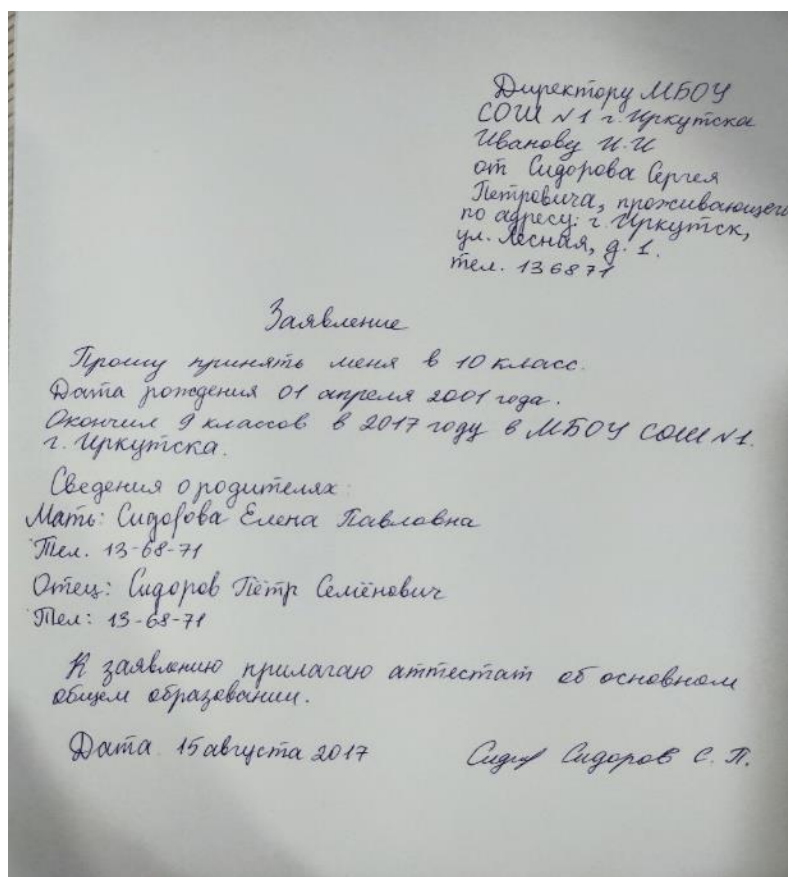 Директору МБОУ
СОШ №1 г. Иркутска
Иванову И.И
от Сидорова Сергея
Петровича, проживающего
по адресу: г. Иркутск,
ул. Лесная, д. 1.
тел. 136871
Заявление
Прошу принять меня в 10 класс.
Дата рождения 01 апреля 2001 года.
Окончил 9 классов в 2017 году в МБОУ СОШ №1.
г. Иркутска.
Сведения о родителях:
Мать: Сидорова Елена Павловна
Тел. 13-68-71
Отец: Сидоров Пётр Семёнович
Тел: 13-68-71
К заявлению прилагаю аттестат об основном
общем образовании.
Дата 15 августа 2017 Сидоров С. П.